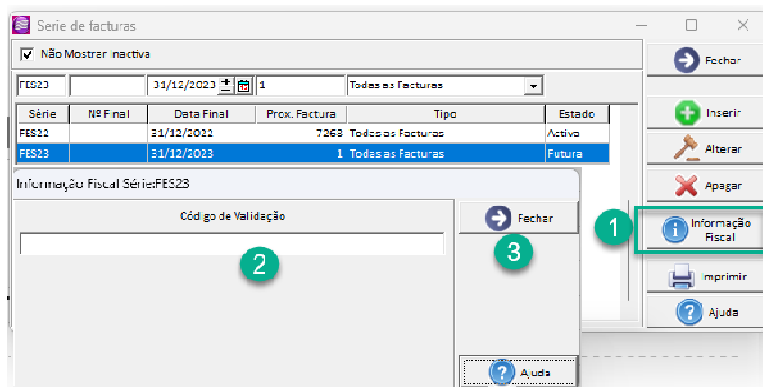 Serie de facturas
Não Mostrar Inactiva
FES23 31/12/2023 1 Todas as Facturas
Série Nº Final Data Final Prox. Factura Tipo Estado
FES22 31/12/2022 7263 Todas as Facturas Activa
FES23 31/12/2023 1 Todas as Facturas Futura
Fechar
Inserir
Alterar
Apagar
1
Informação
Fiscal
Imprimir
Ajuda
Informação Fiscal Série:FES23
Código de Validação
2
Fechar
3
Ajuda